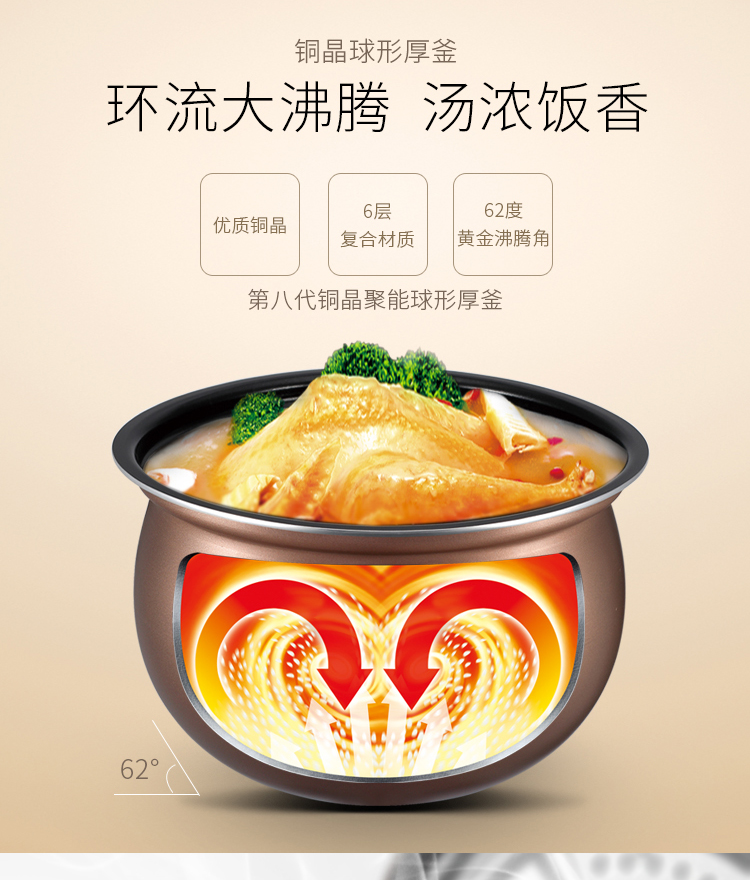 铜晶球形厚釜
环流大沸腾 汤浓饭香
优质铜晶
6层
复合材质
62度
黄金沸腾角
第八代铜晶聚能球形厚釜
62°